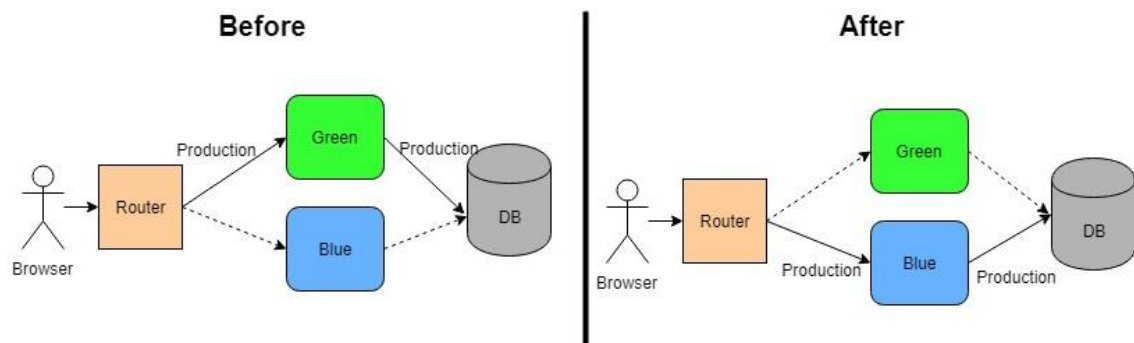 Before
Production
Green
Production
Router
DB
Blue
Browser
After
Green
Router
DB
Blue
Production
Production
Browser